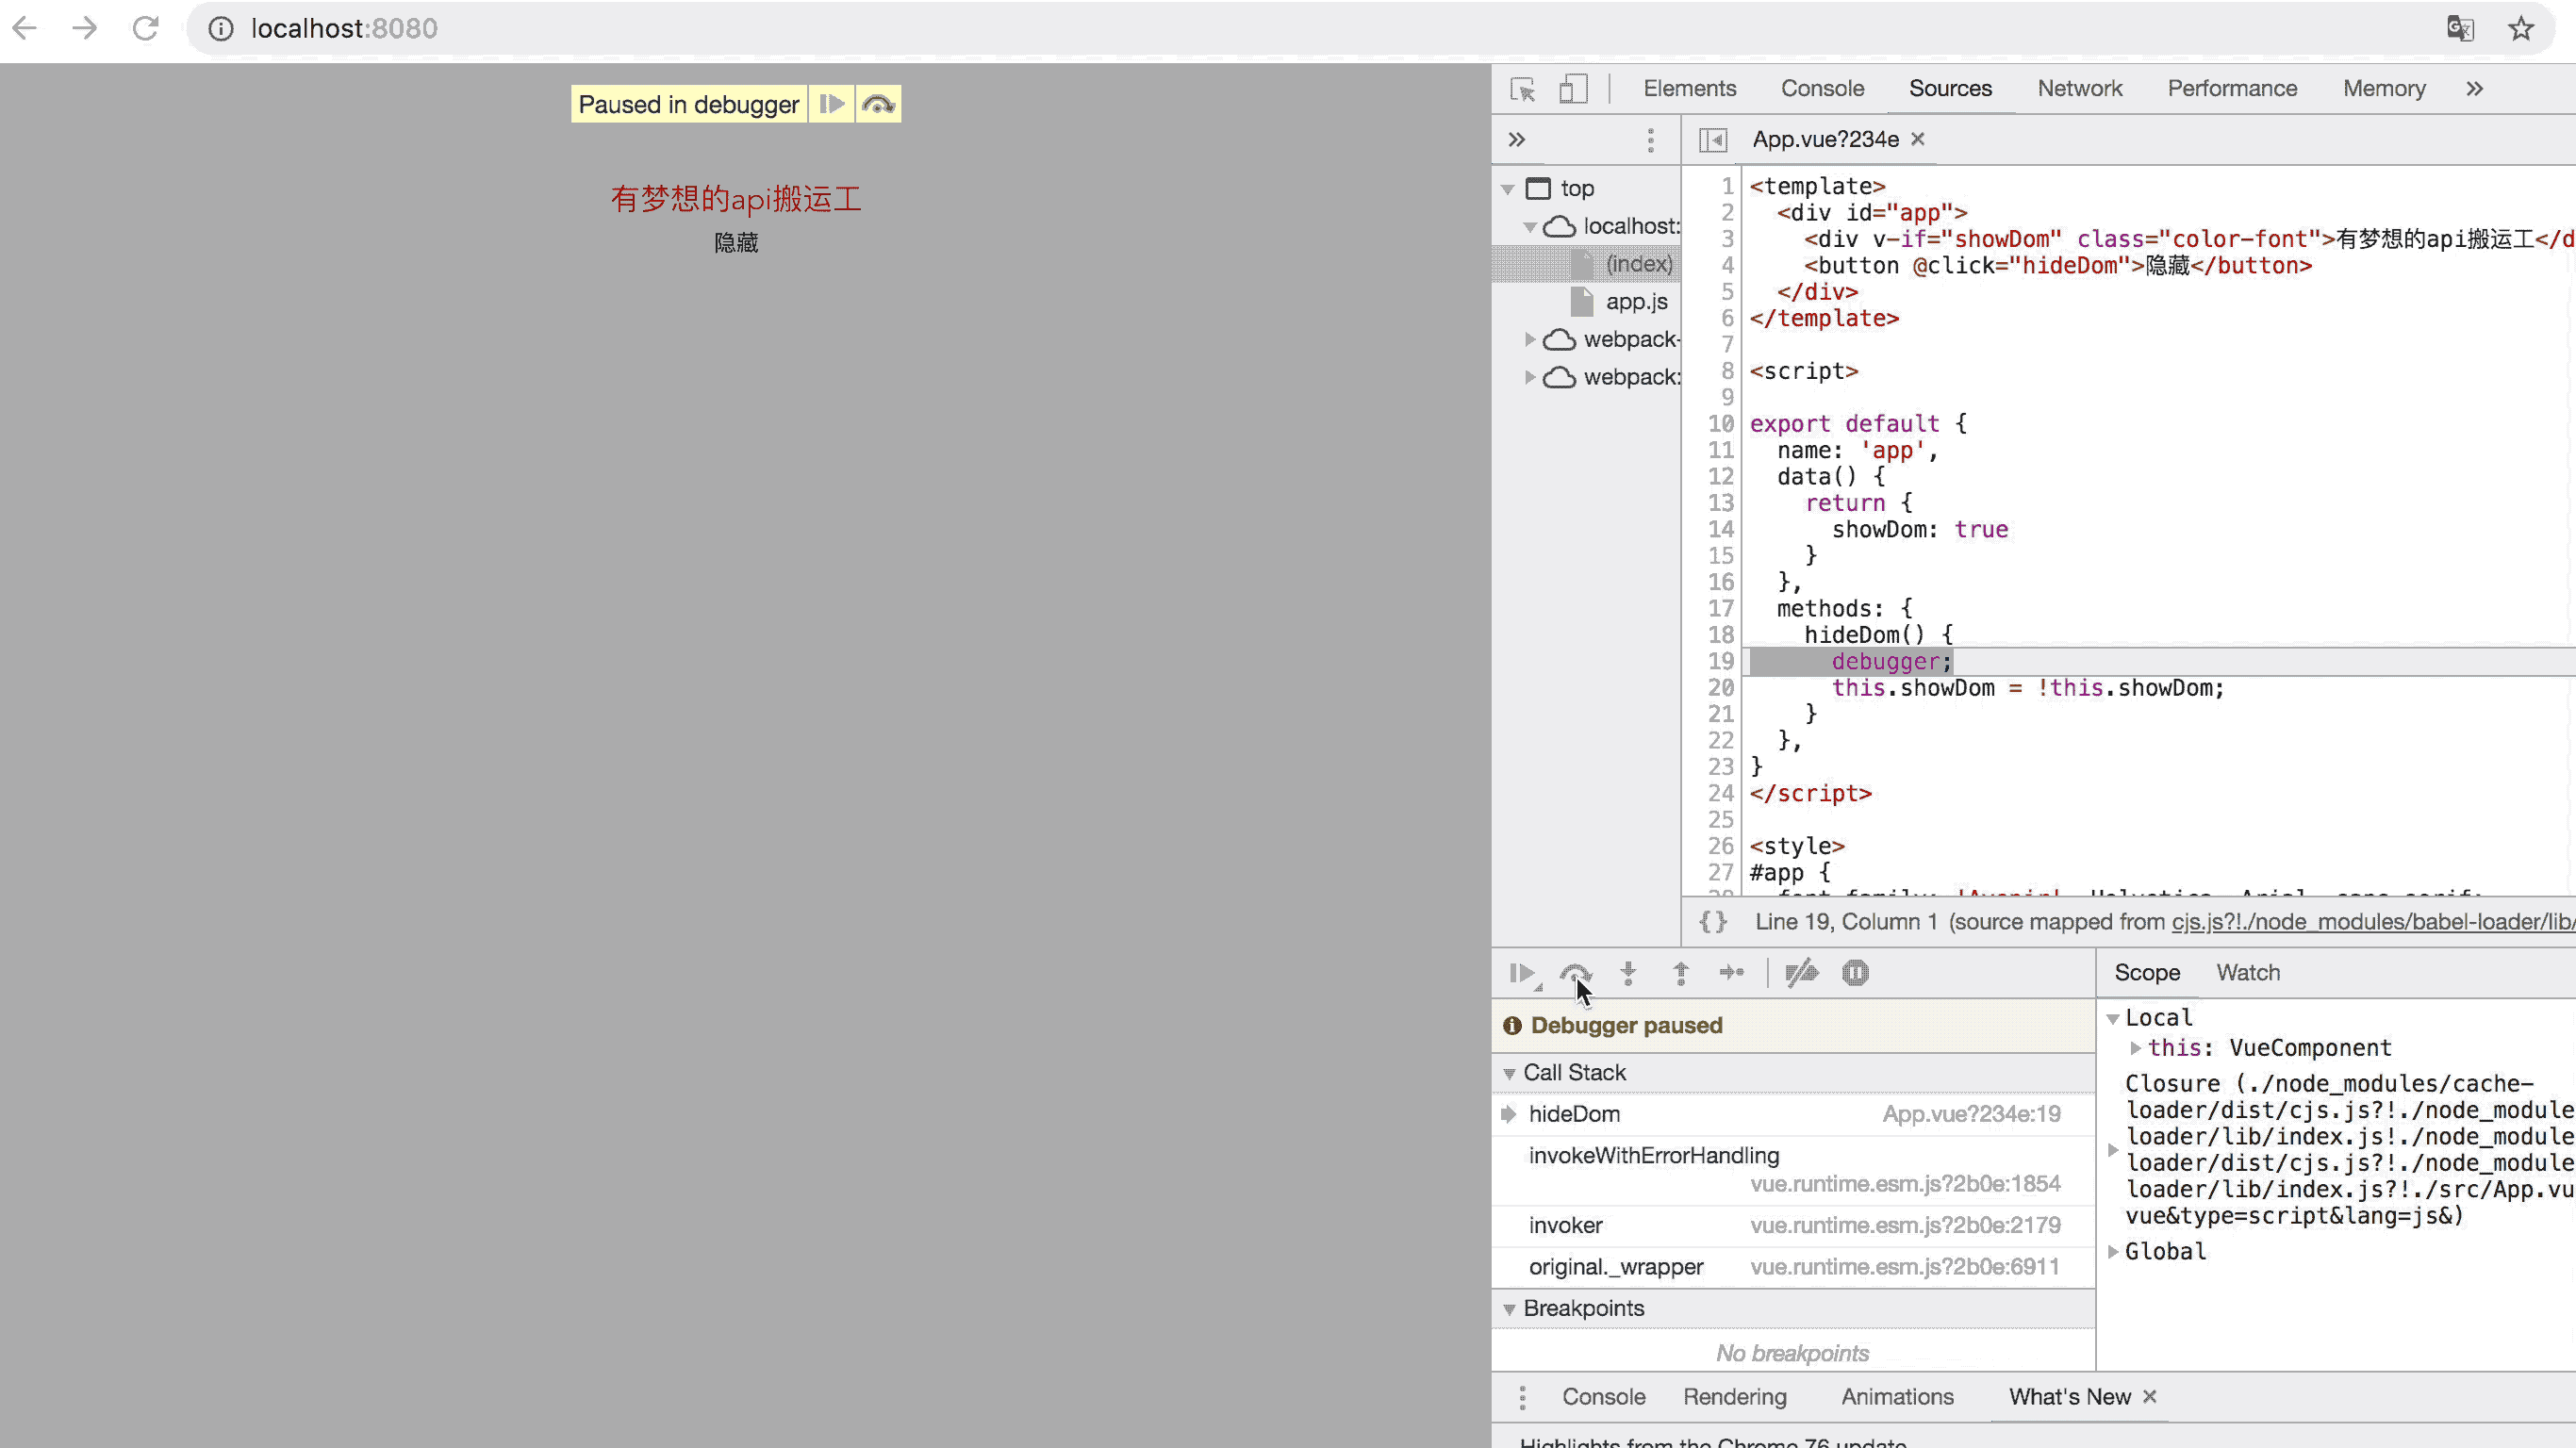 localhost:8080
Paused in debugger
有梦想的api搬运工
隐藏
Elements Console Sources Network Performance Memory
App.vue?234e
top
localhost:
(index)
app.js
webpack-
webpack:
1 <template>
2 <div id="app">
3 <div v-if="showDom" class="color-font">有梦想的api搬运工</d
4 <button @click="hideDom">隐藏</button>
5 </div>
6 </template>
7
8 <script>
9
10 export default {
11 name: 'app',
12 data() {
13 return {
14 showDom: true
15 }
16 },
17 methods: {
18 hideDom() {
19 debugger;
20 this.showDom = !this.showDom;
21 }
22 },
23 }
24 </script>
25
26 <style>
27 #app {
{} Line 19, Column 1 (source mapped from cjs.js?!./node_modules/babel-loader/lib/
Debugger paused
Call Stack
hideDom App.vue?234e:19
invokeWithErrorHandling
vue.runtime.esm.js?2b0e:1854
invoker vue.runtime.esm.js?2b0e:2179
original._wrapper vue.runtime.esm.js?2b0e:6911
Breakpoints
No breakpoints
Scope Watch
Local
this: VueComponent
Closure (./node_modules/cache-
loader/dist/cjs.js?!./node_module
loader/lib/index.js!./node_module
loader/dist/cjs.js?!./node_module
loader/lib/index.js?!./src/App.vu
vue&type=script&lang=js&)
Global
Console Rendering Animations What's New
Highlights from the Chrome 76 update